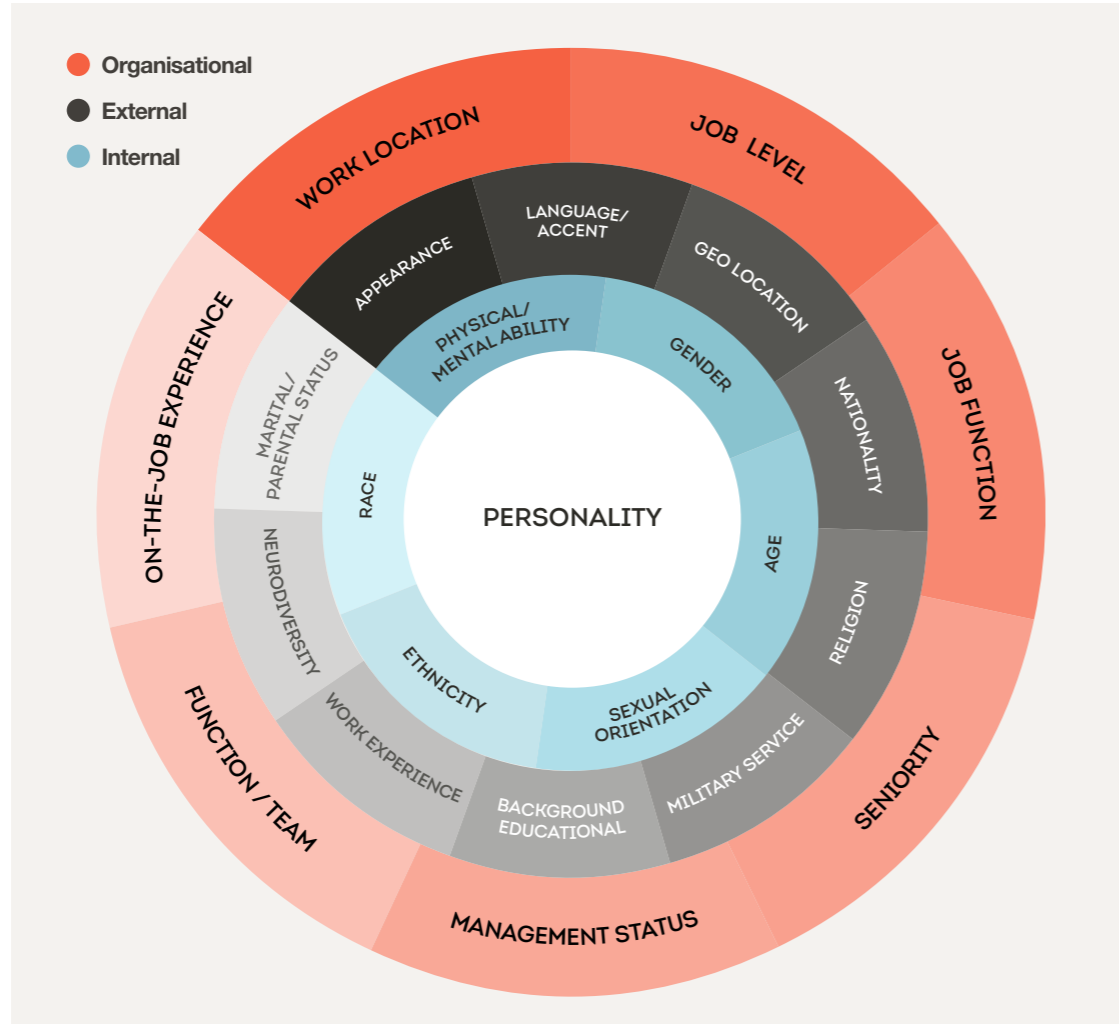 Organisational
External
Internal
WORK LOCATION
JOB LEVEL
JOB FUNCTION
SENIORITY
MANAGEMENT STATUS
FUNCTION / TEAM
ON-THE-JOB EXPERIENCE
APPEARANCE
LANGUAGE/
ACCENT
GEO LOCATION
NATIONALITY
RELIGION
MILITARY SERVICE
BACKGROUND
EDUCATIONAL
WORK EXPERIENCE
NEURODIVERSITY
MARITAL/
PARENTAL STATUS
PHYSICAL/
MENTAL ABILITY
GENDER
AGE
SEXUAL
ORIENTATION
ETHNICITY
RACE
PERSONALITY